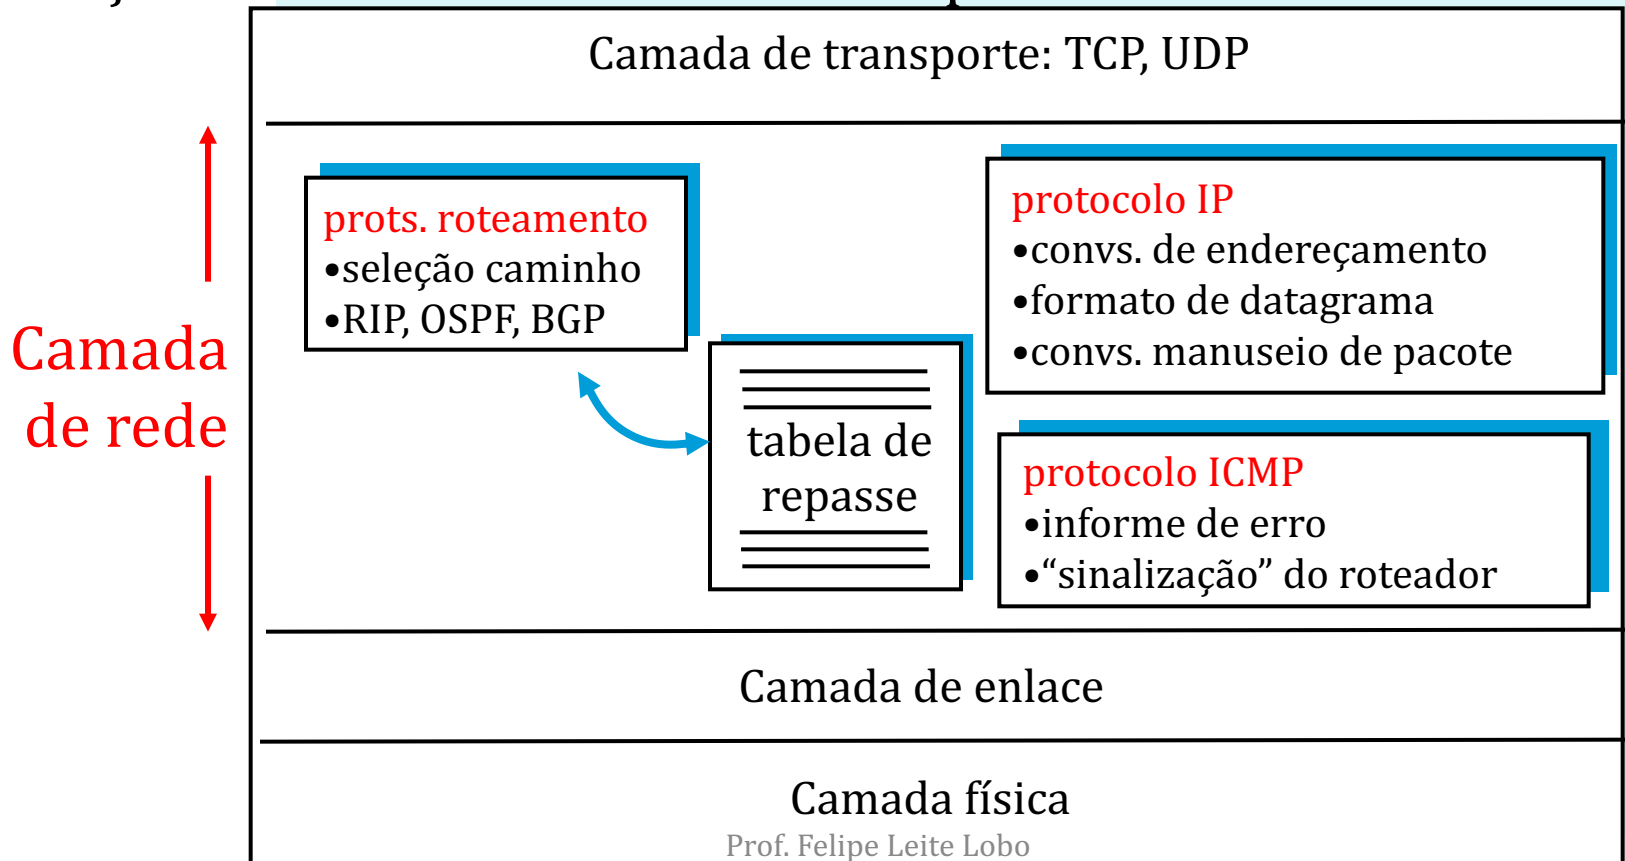 Camada de transporte: TCP, UDP
prots. roteamento
•seleção caminho
•RIP, OSPF, BGP
protocolo IP
•convs. de endereçamento
•formato de datagrama
•convs. manuseio de pacote
Camada
de rede
tabela de
repasse
protocolo ICMP
•informe de erro
•“sinalização” do roteador
Camada de enlace
Camada física
Prof. Felipe Leite Lobo